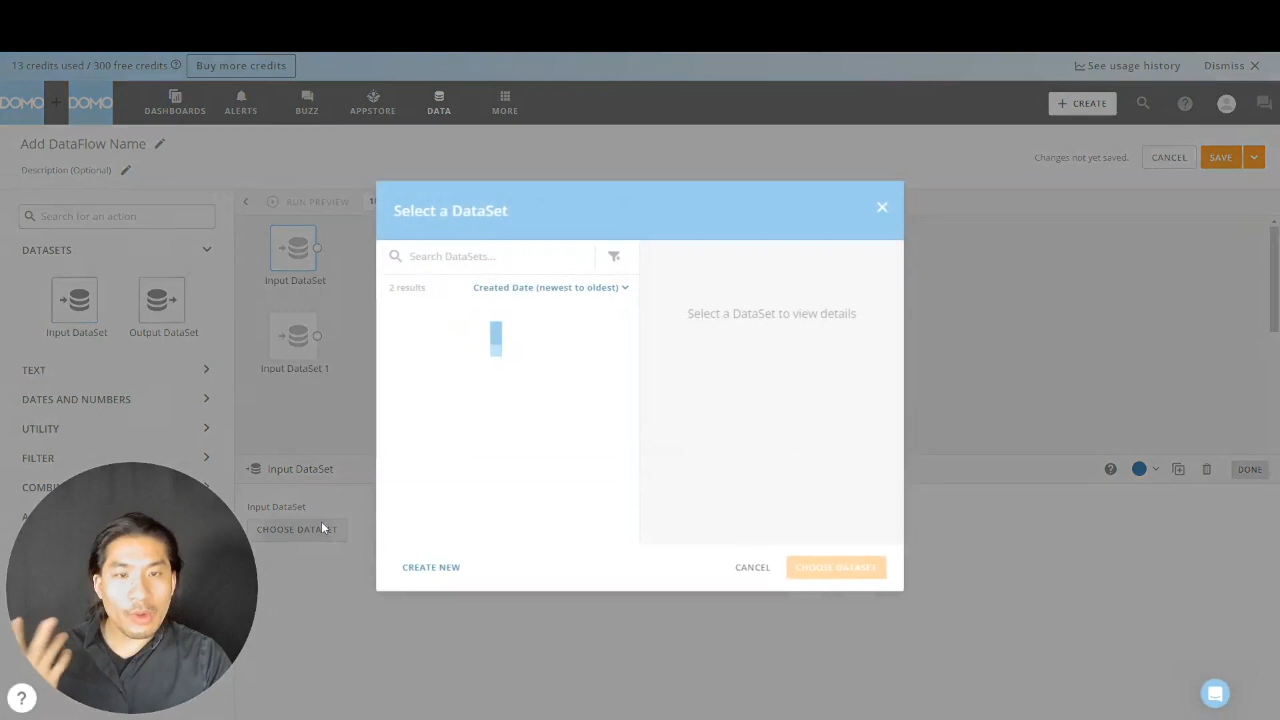 13 credits used / 300 free credits
Buy more credits
See usage history
Dismiss
DOMO + DOMO
DASHBOARDS
ALERTS
BUZZ
APPSTORE
DATA
MORE
+ CREATE
Add DataFlow Name
Description (Optional)
Changes not yet saved.
CANCEL
SAVE
Search for an action
RUN PREVIEW
DATASETS
Input DataSet
Output DataSet
Input DataSet
Input DataSet 1
TEXT
DATES AND NUMBERS
UTILITY
FILTER
Select a DataSet
Search DataSets...
2 results
Created Date (newest to oldest)
Select a DataSet to view details
CREATE NEW
CANCEL
CHOOSE DATASET
Input DataSet
DONE
Input DataSet
CHOOSE DATASET